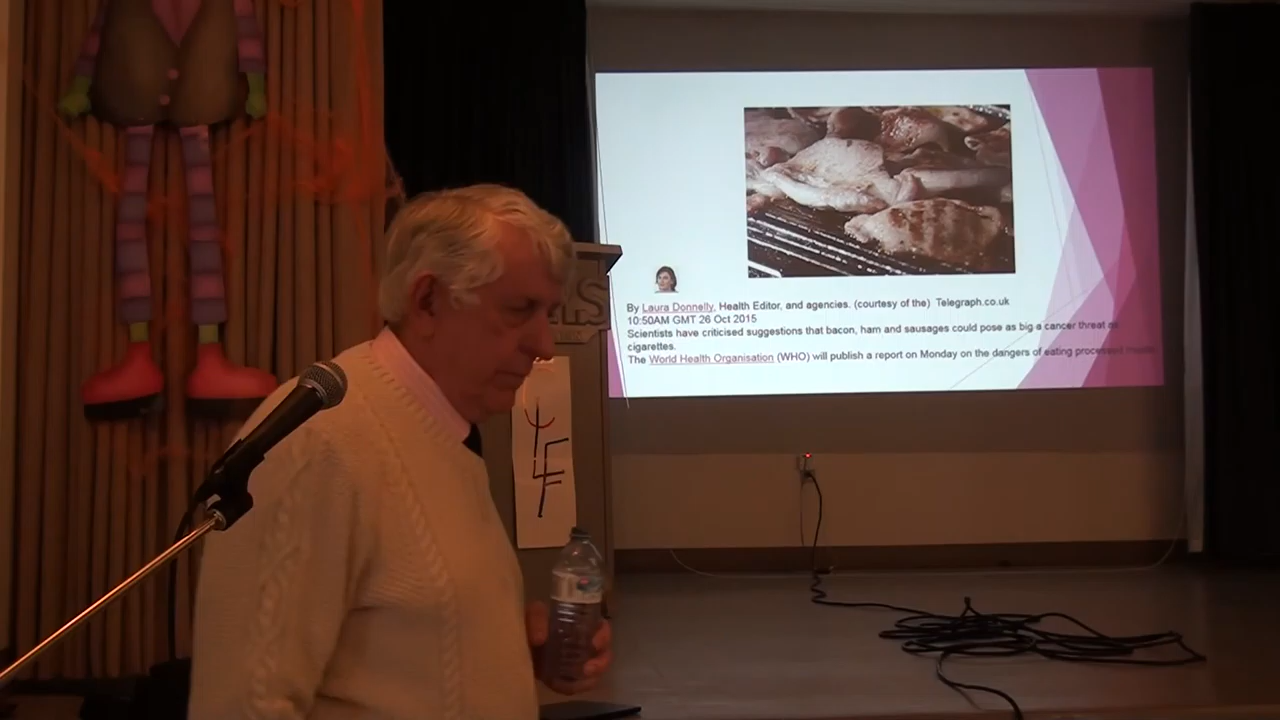 By Laura Donnelly, Health Editor, and agencies. (courtesy of the) Telegraph.co.uk
10:50AM GMT 26 Oct 2015
Scientists have criticised suggestions that bacon, ham and sausages could pose as big a cancer threat as
cigarettes.
The World Health Organisation (WHO) will publish a report on Monday on the dangers of eating processed meats